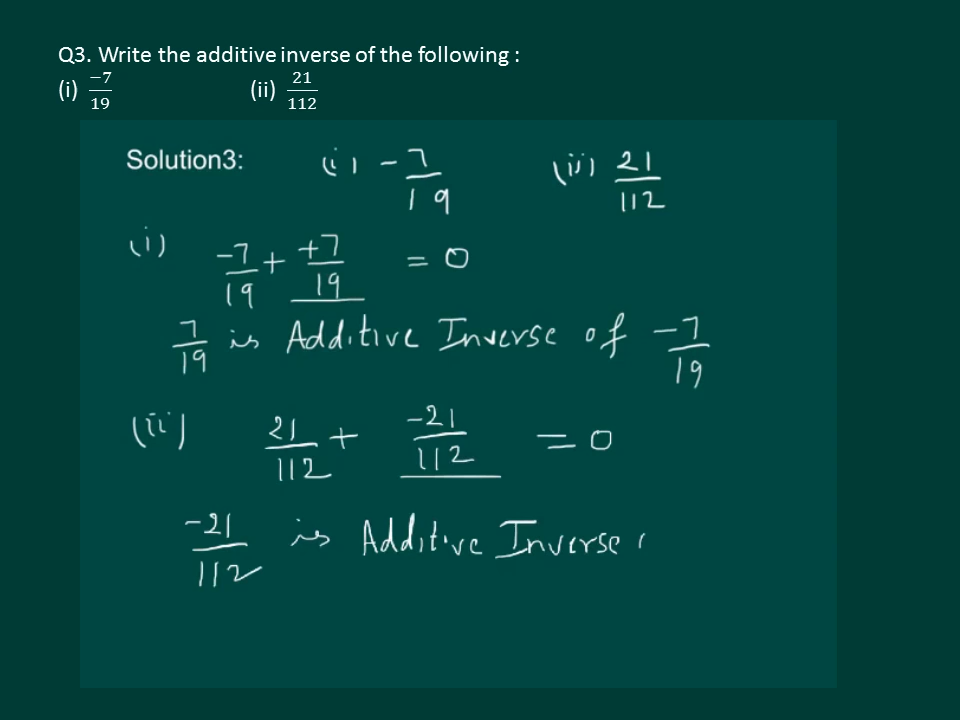 Q3. Write the additive inverse of the following :
(i) −7/19 (ii) 21/112
Solution3: (i) -7/19 (ii) 21/112
(i) -7/19 + +7/19 = 0
7/19 is Additive Inverse of -7/19
(ii) 21/112 + -21/112 = 0
-21/112 is Additive Inverse